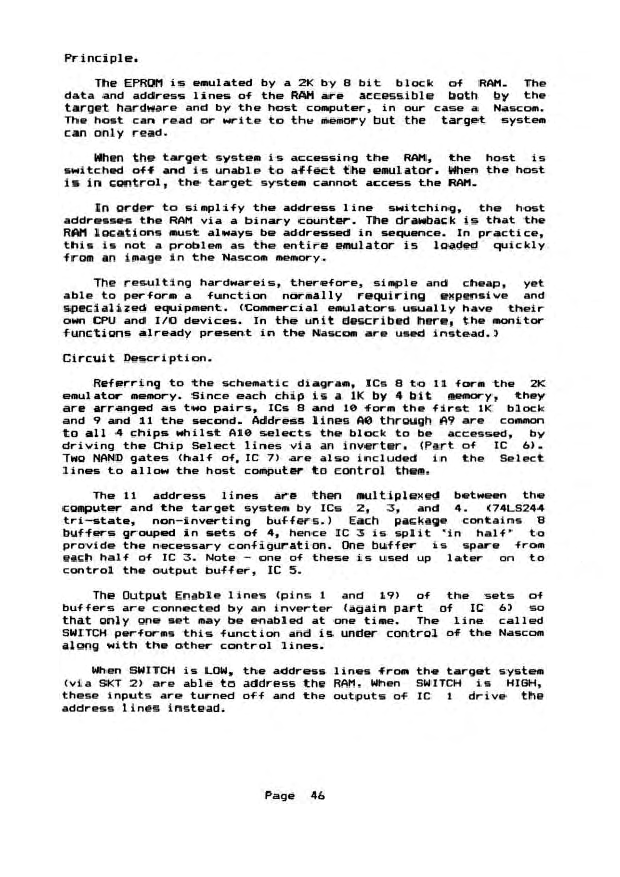 Principle.
The EPROM is emulated by a 2K by 8 bit block of RAM. The
data and address lines of the RAM are accessible both by the
target hardware and by the host computer, in our case a Nascom.
The host can read or write to the memory but the target system
can only read.
When the target system is accessing the RAM, the host is
switched off and is unable to affect the emulator. When the host
is in control, the target system cannot access the RAM.
In order to simplify the address line switching, the host
addresses the RAM via a binary counter. The drawback is that the
RAM locations must always be addressed in sequence. In practice,
this is not a problem as the entire emulator is loaded quickly
from an image in the Nascom memory.
The resulting hardwareis, therefore, simple and cheap, yet
able to perform a function normally requiring expensive and
specialized equipment. (Commercial emulators usually have their
own CPU and I/O devices. In the unit described here, the monitor
functions already present in the Nascom are used instead.)
Circuit Description.
Referring to the schematic diagram, ICs 8 to 11 form the 2K
emulator memory. Since each chip is a 1K by 4 bit memory, they
are arranged as two pairs, ICs 8 and 10 form the first 1K block
and 9 and 11 the second. Address lines A0 through A9 are common
to all 4 chips whilst A10 selects the block to be accessed, by
driving the Chip Select lines via an inverter. (Part of IC 6).
Two NAND gates (half of, IC 7) are also included in the Select
lines to allow the host computer to control them.
The 11 address lines are then multiplexed between the
computer and the target system by ICs 2, 3, and 4. (74LS244
tri-state, non-inverting buffers.) Each package contains 8
buffers grouped in sets of 4, hence IC 3 is split 'in half' to
provide the necessary configuration. One buffer is spare from
each half of IC 3. Note - one of these is used up later on to
control the output buffer, IC 5.
The Output Enable lines (pins 1 and 19) of the sets of
buffers are connected by an inverter (again part of IC 6) so
that only one set may be enabled at one time. The line called
SWITCH performs this function and is under control of the Nascom
along with the other control lines.
When SWITCH is LOW, the address lines from the target system
(via SKT 2) are able to address the RAM. When SWITCH is HIGH,
these inputs are turned off and the outputs of IC 1 drive the
address lines instead.
Page 46